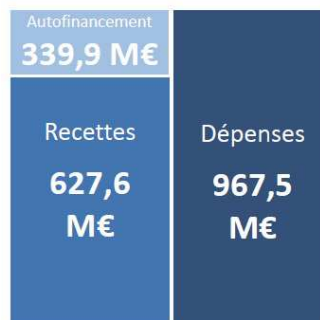 Autofinancement
339,9 M€
Recettes
627,6
M€
Dépenses
967,5
M€